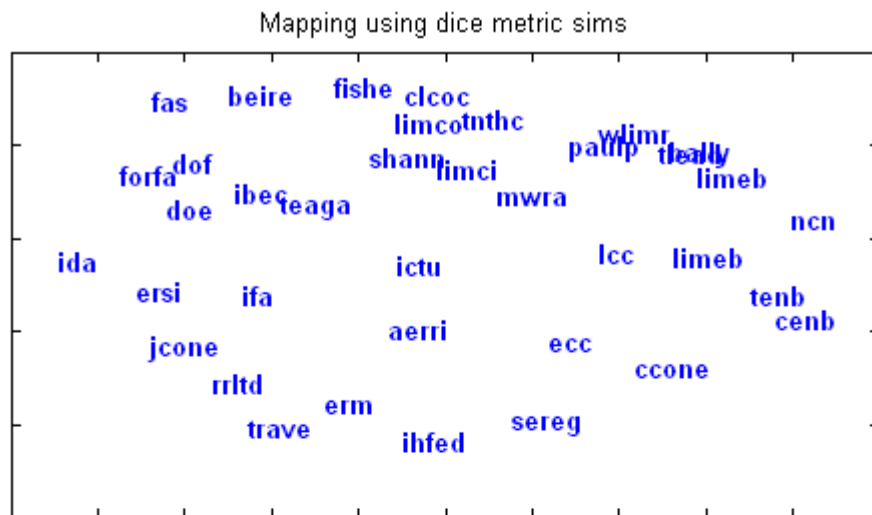 Mapping using dice metric sims
fishe
beire
clcoc
fas
tnthc
limco
wlimr
paulp
bally
shann
dof
limci
forfa
limeb
ibec
mwra
teaga
doe
ncn
lcc
limeb
ida
ictu
ersi
ifa
tenb
cenb
aerri
ecc
jcone
ccone
rrltd
erm
sereg
trave
ihfed